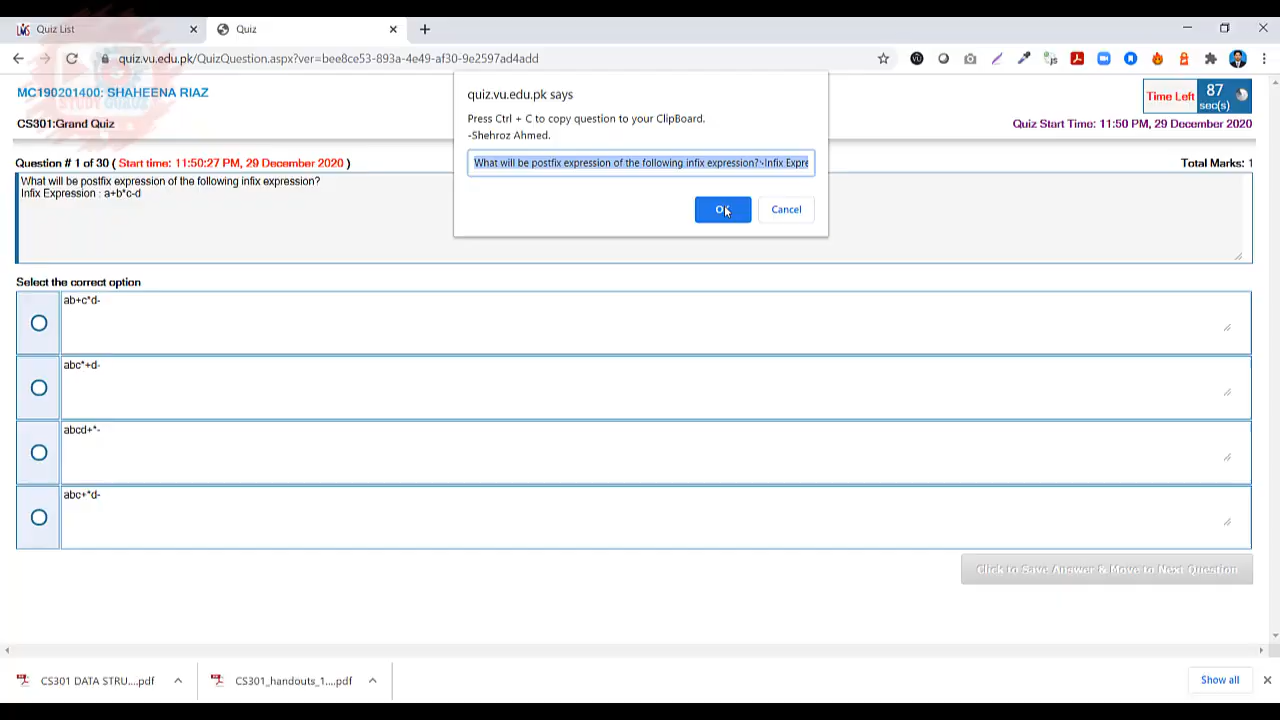 Quiz List
Quiz
quiz.vu.edu.pk/QuizQuestion.aspx?ver=bee8ce53-893a-4e49-af30-9e2597ad4add
MC190201400: SHAHEENA RIAZ
Time Left 87 sec(s)
CS301:Grand Quiz
Quiz Start Time: 11:50 PM, 29 December 2020
quiz.vu.edu.pk says
Press Ctrl + C to copy question to your ClipBoard.
-Shehroz Ahmed.
What will be postfix expression of the following infix expression?·-Infix Expre
OK
Cancel
Question # 1 of 30 ( Start time: 11:50:27 PM, 29 December 2020 )
Total Marks: 1
What will be postfix expression of the following infix expression?
Infix Expression : a+b*c-d
Select the correct option
ab+c*d-
abc*+d-
abcd+*-
abc+*d-
Click to Save Answer & Move to Next Question
CS301 DATA STRU....pdf
CS301_handouts_1....pdf
Show all